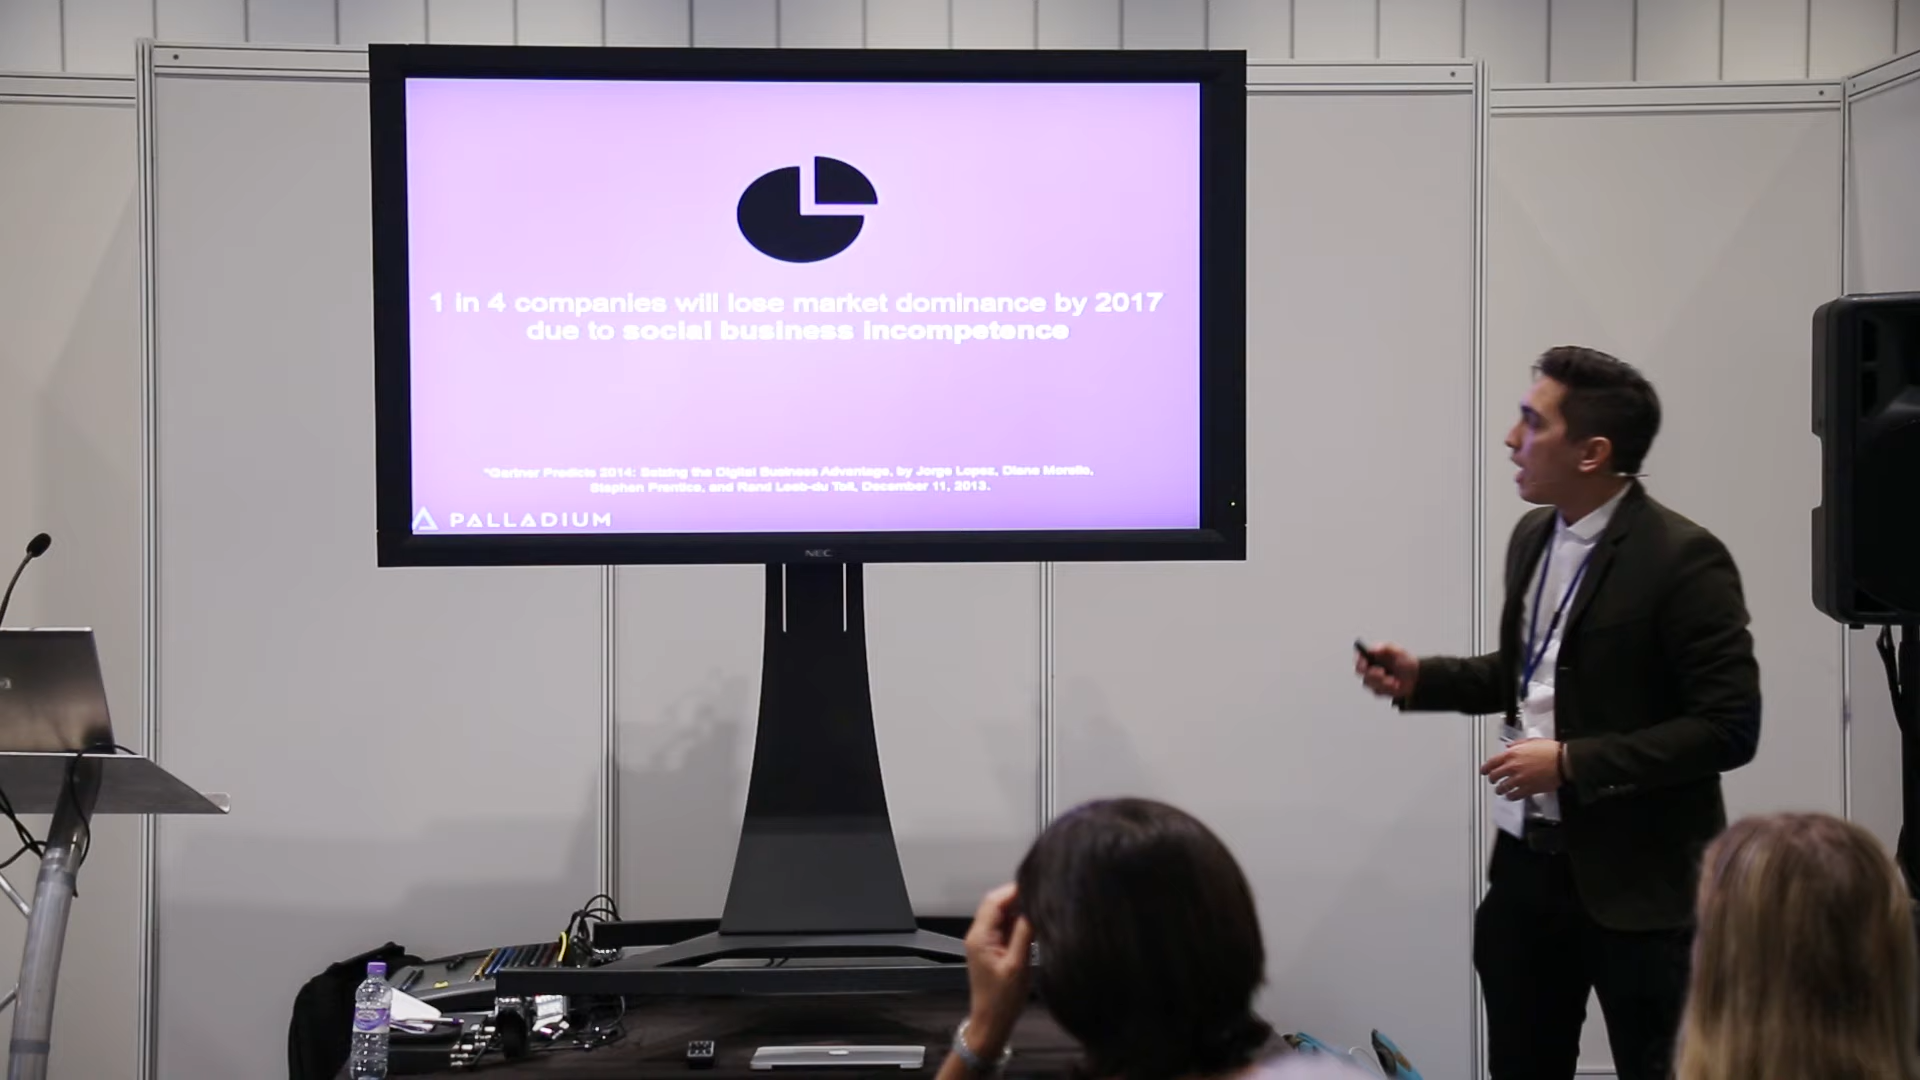 1 in 4 companies will lose market dominance by 2017
due to social business incompetence
*Gartner Predicts 2014: Seizing the Digital Business Advantage, by Jorge Lopez, Diane Morello,
Stephen Prentice, and Rand Leeb-du Toit, December 11, 2013.
PALLADIUM
NEC